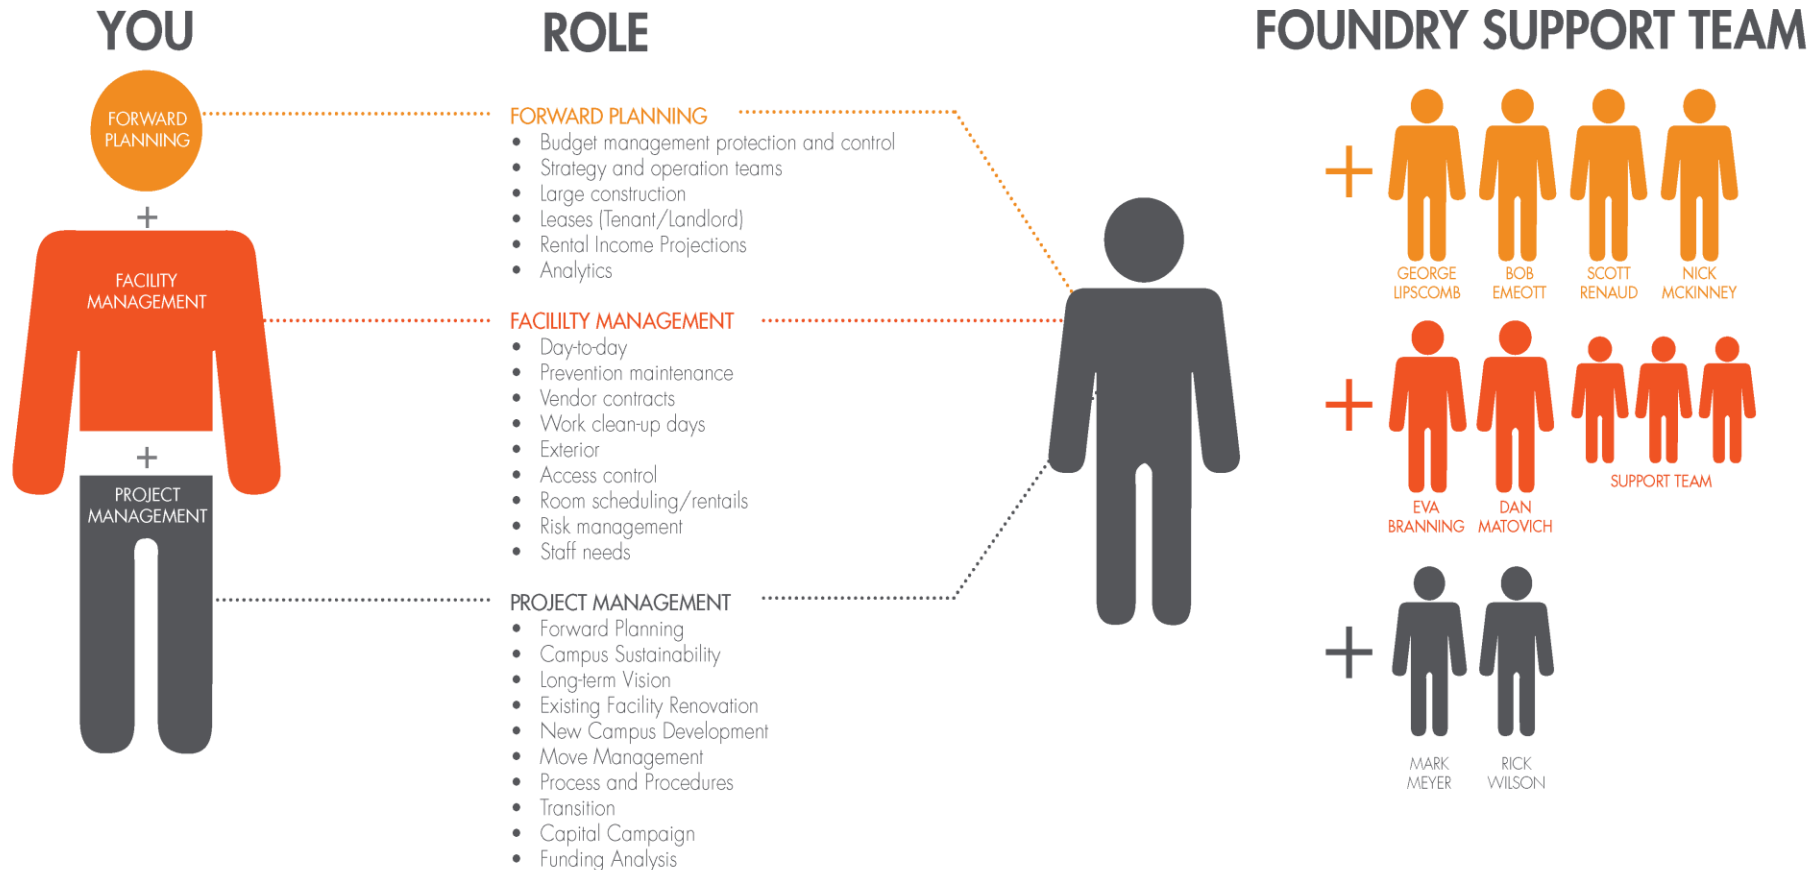 YOU
FORWARD
PLANNING
+
FACILITY
MANAGEMENT
+
PROJECT
MANAGEMENT
ROLE
FORWARD PLANNING
• Budget management protection and control
• Strategy and operation teams
• Large construction
• Leases (Tenant/Landlord)
• Rental Income Projections
• Analytics
FACILILTY MANAGEMENT
• Day-to-day
• Prevention maintenance
• Vendor contracts
• Work clean-up days
• Exterior
• Access control
• Room scheduling/rentails
• Risk management
• Staff needs
PROJECT MANAGEMENT
• Forward Planning
• Campus Sustainability
• Long-term Vision
• Existing Facility Renovation
• New Campus Development
• Move Management
• Process and Procedures
• Transition
• Capital Campaign
• Funding Analysis
FOUNDRY SUPPORT TEAM
+
GEORGE
LIPSCOMB
BOB
EMEOTT
SCOTT
RENAUD
NICK
MCKINNEY
+
EVA
BRANNING
DAN
MATOVICH
SUPPORT TEAM
+
MARK
MEYER
RICK
WILSON